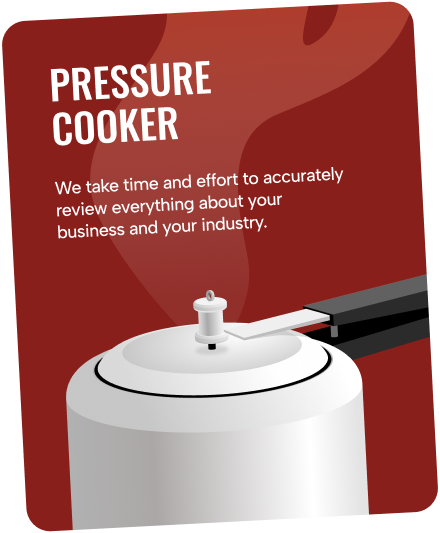 PRESSURE
COOKER
We take time and effort to accurately
review everything about your
business and your industry.